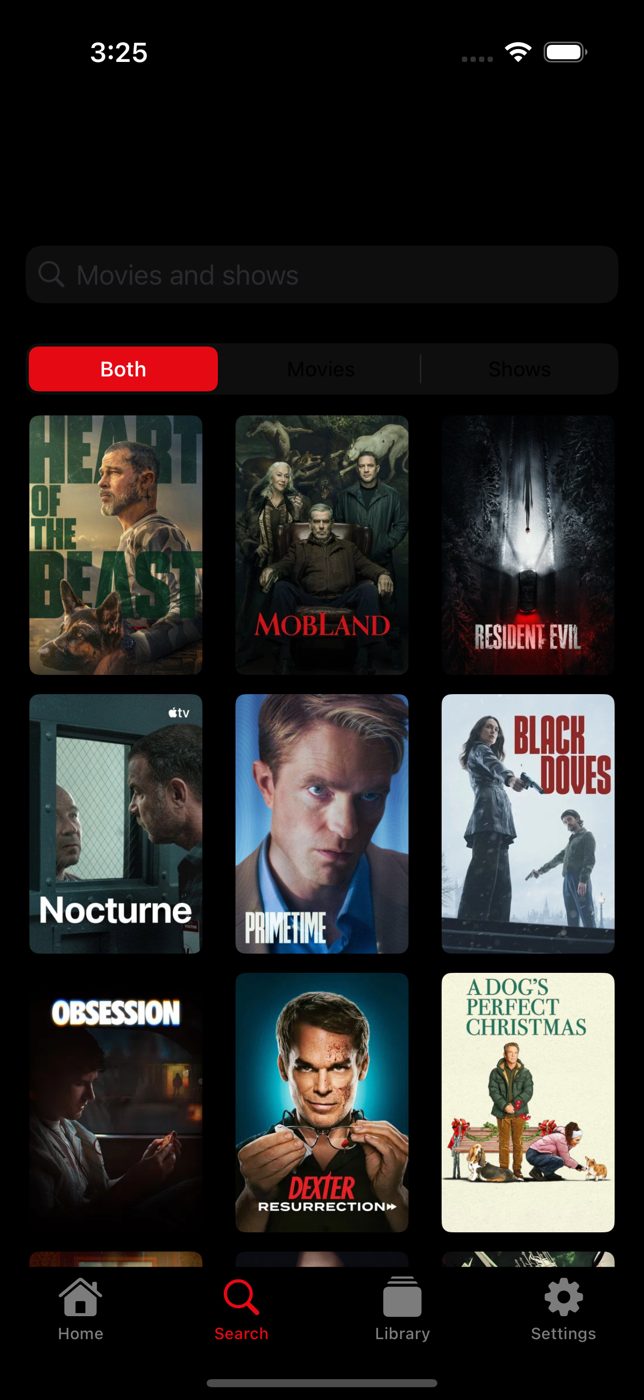 3:25
Movies and shows
Both
Movies
Shows
HEART
OF
THE
BEAST
MOBLAND
RESIDENT EVIL
tv
Nocturne
PRIMETIME
BLACK
DOVES
OBSESSION
DEXTER
RESURRECTION
A DOG'S
PERFECT
CHRISTMAS
Home
Search
Library
Settings